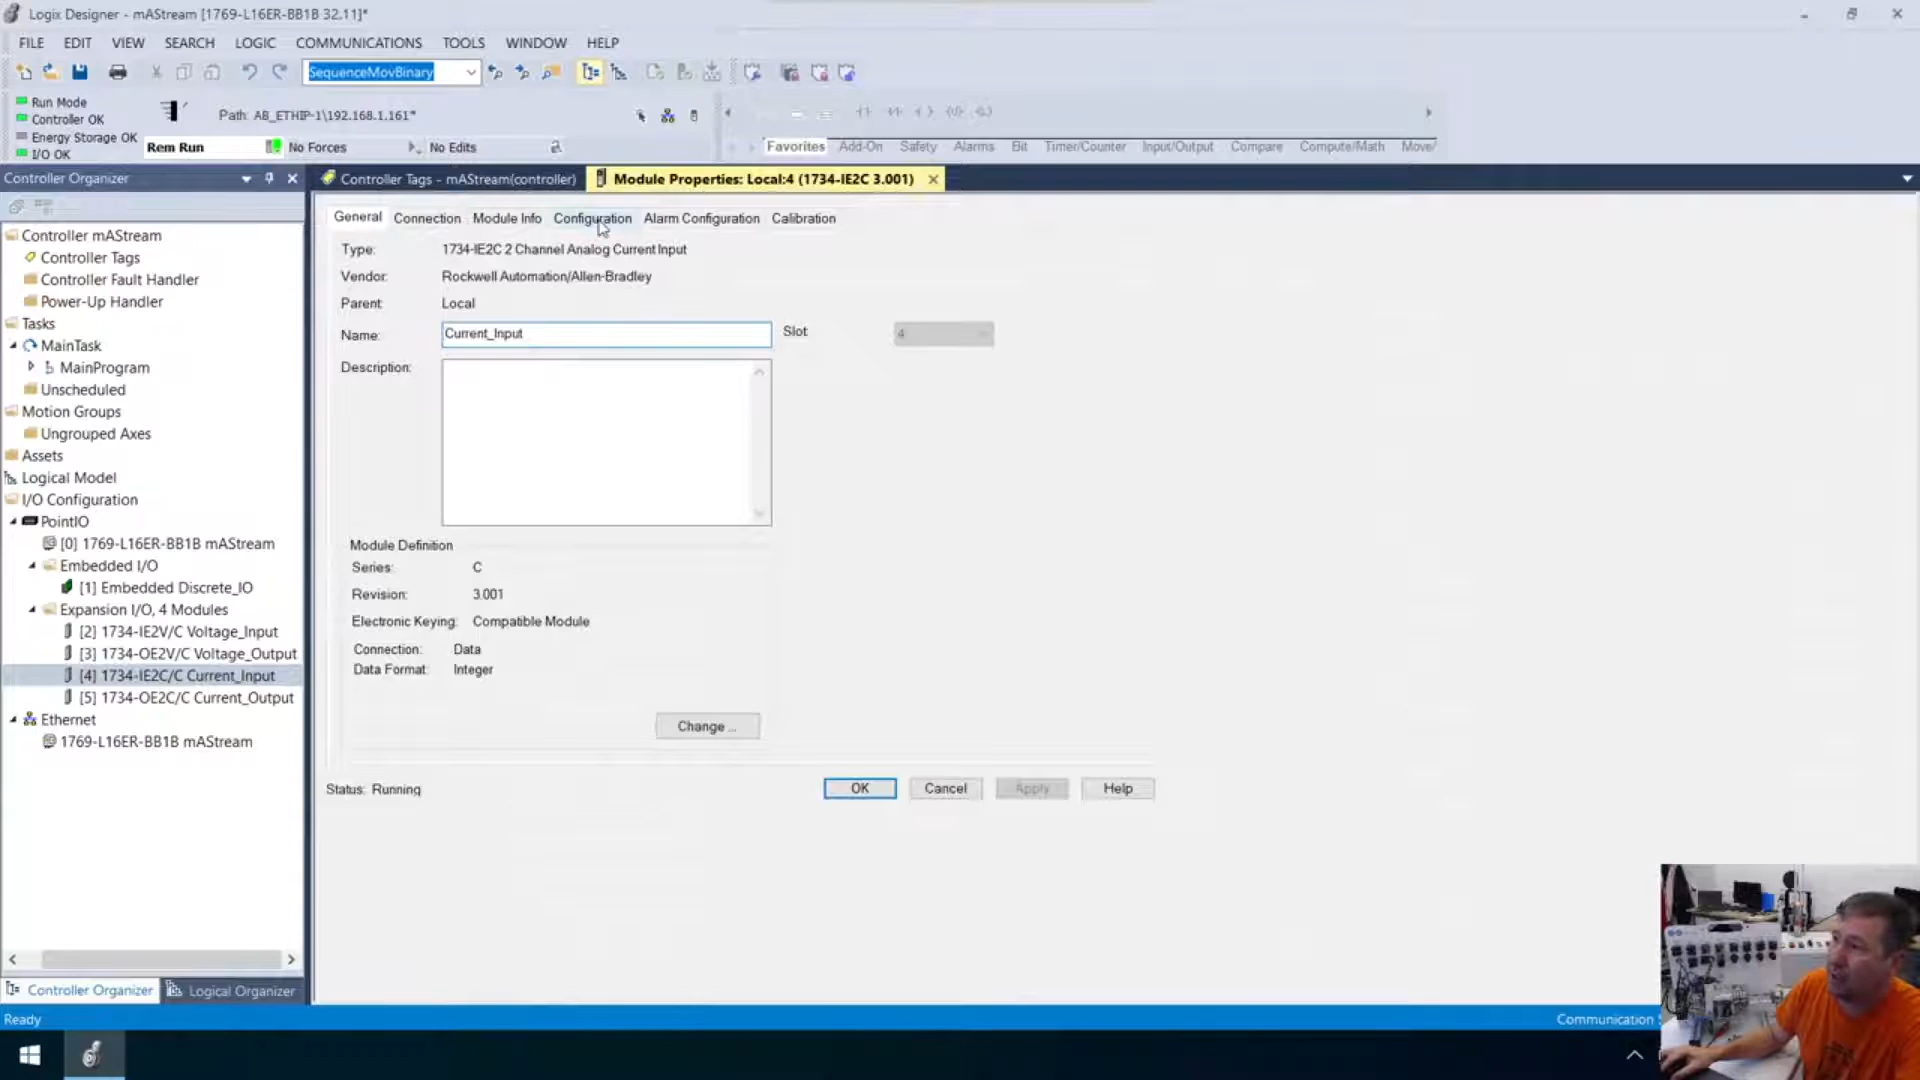 Logix Designer - mAStream [1769-L16ER-BB1B 32.11]*
FILE EDIT VIEW SEARCH LOGIC COMMUNICATIONS TOOLS WINDOW HELP
SequenceMovBinary
Run Mode
Controller OK
Energy Storage OK
I/O OK
Path: AB_ETHIP-1\192.168.1.161*
Rem Run No Forces No Edits
Favorites Add-On Safety Alarms Bit Timer/Counter Input/Output Compare Compute/Math Move/
Controller Organizer
Controller Tags - mAStream(controller) Module Properties: Local:4 (1734-IE2C 3.001)
Controller mAStream
Controller Tags
Controller Fault Handler
Power-Up Handler
Tasks
MainTask
MainProgram
Unscheduled
Motion Groups
Ungrouped Axes
Assets
Logical Model
I/O Configuration
PointIO
[0] 1769-L16ER-BB1B mAStream
Embedded I/O
[1] Embedded Discrete_IO
Expansion I/O, 4 Modules
[2] 1734-IE2V/C Voltage_Input
[3] 1734-OE2V/C Voltage_Output
[4] 1734-IE2C/C Current_Input
[5] 1734-OE2C/C Current_Output
Ethernet
1769-L16ER-BB1B mAStream
Controller Organizer Logical Organizer
General Connection Module Info Configuration Alarm Configuration Calibration
Type: 1734-IE2C 2 Channel Analog Current Input
Vendor: Rockwell Automation/Allen-Bradley
Parent: Local
Name: Current_Input Slot 4
Description:
Module Definition
Series: C
Revision: 3.001
Electronic Keying: Compatible Module
Connection: Data
Data Format: Integer
Change ...
Status: Running
OK Cancel Apply Help
Ready
Communication